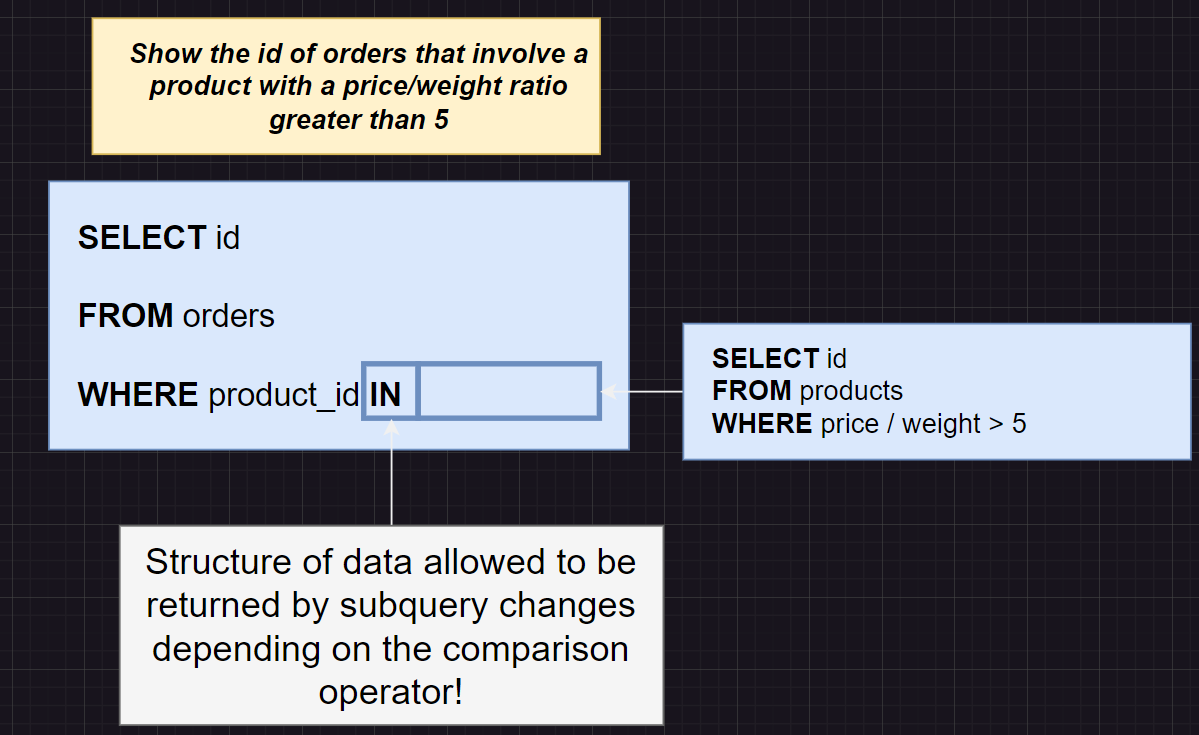 Show the id of orders that involve a
product with a price/weight ratio
greater than 5
SELECT id
FROM orders
WHERE product_id IN
SELECT id
FROM products
WHERE price / weight > 5
Structure of data allowed to be
returned by subquery changes
depending on the comparison
operator!